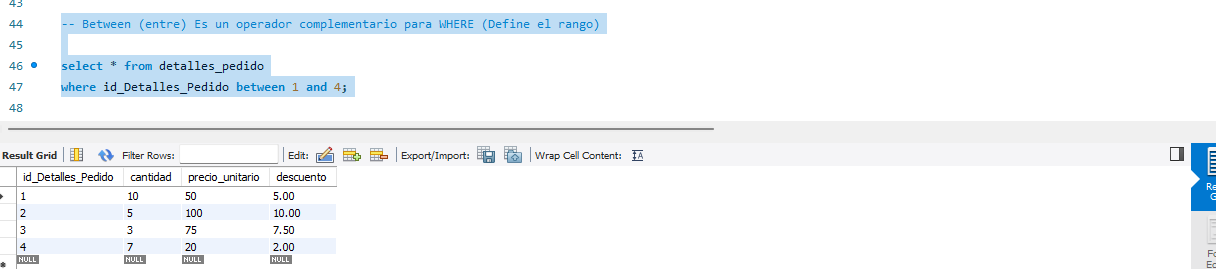 43
44 -- Between (entre) Es un operador complementario para WHERE (Define el rango)
45
46 select * from detalles_pedido
47 where id_Detalles_Pedido between 1 and 4;
48
Result Grid Filter Rows: Edit: Export/Import: Wrap Cell Content:
id_Detalles_Pedido cantidad precio_unitario descuento
1 10 50 5.00
2 5 100 10.00
3 3 75 7.50
4 7 20 2.00
NULL NULL NULL NULL